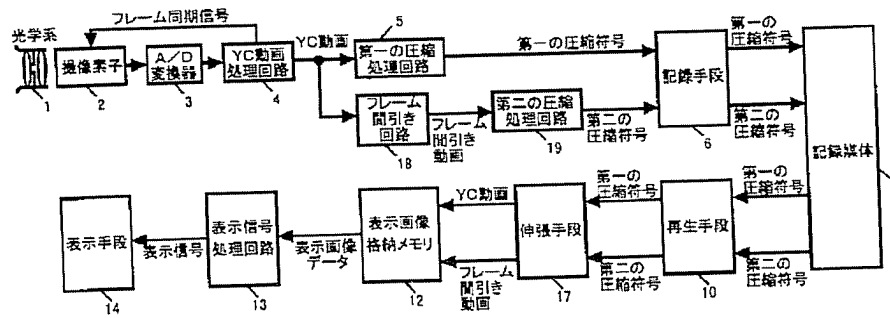 フレーム同期信号
光学系
撮像素子
A/D
変換器
YC動画
処理回路
YC動画
第一の圧縮
処理回路
第一の圧縮符号
記録手段
第一の
圧縮符号
1
2
3
4
5
フレーム
間引き
回路
フレーム
間引き
動画
第二の圧縮
処理回路
第二の
圧縮符号
第二の
圧縮符号
18
19
6
記録媒体
表示手段
表示信号
表示信号
処理回路
表示画像
データ
表示画像
格納メモリ
YC動画
フレーム
間引き
動画
伸張手段
第一の
圧縮符号
第二の
圧縮符号
再生手段
第一の
圧縮符号
第二の
圧縮符号
14
13
12
17
10